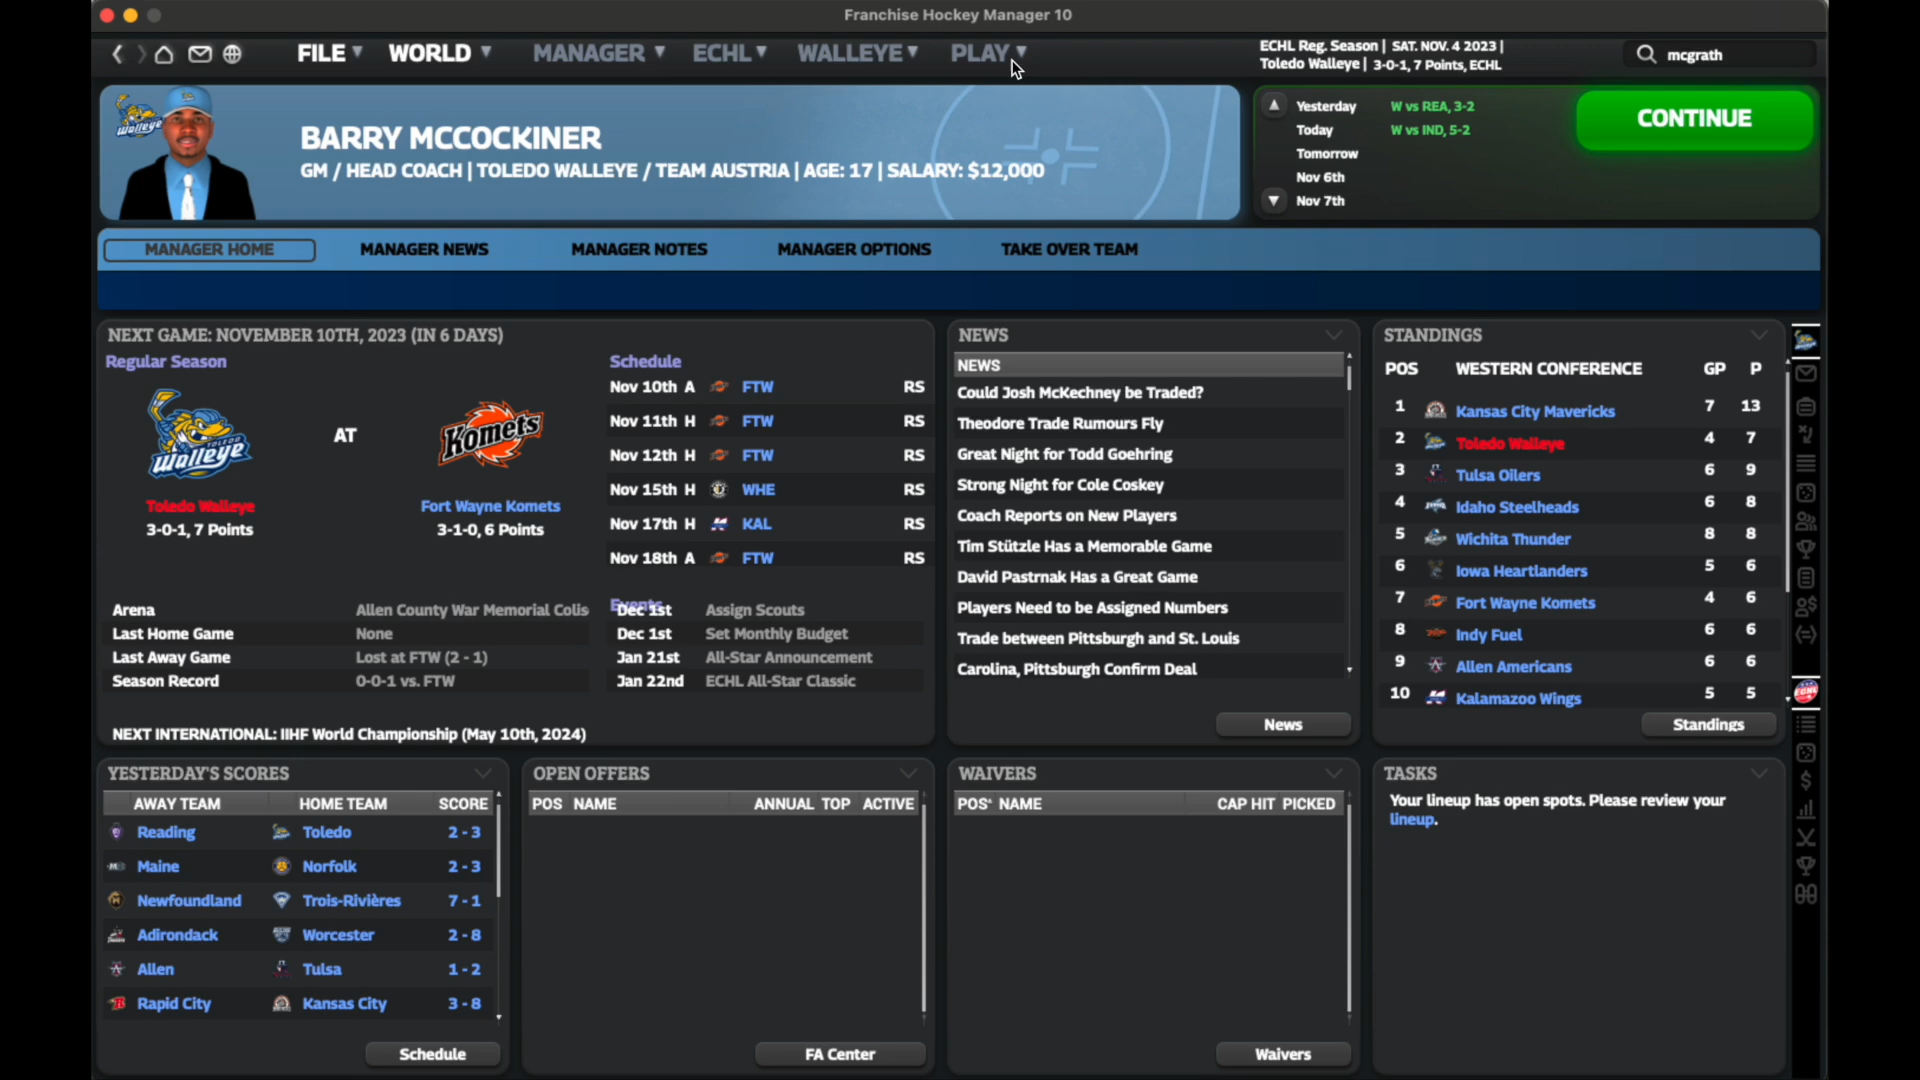 Franchise Hockey Manager 10
FILE WORLD MANAGER ECHL WALLEYE PLAY
ECHL Reg. Season | SAT. NOV. 4 2023 |
Toledo Walleye | 3-0-1, 7 Points, ECHL
mcgrath
BARRY MCCOCKINER
GM / HEAD COACH | TOLEDO WALLEYE / TEAM AUSTRIA | AGE: 17 | SALARY: $12,000
Yesterday W vs REA, 3-2
Today W vs IND, 5-2
Tomorrow
Nov 6th
Nov 7th
CONTINUE
MANAGER HOME MANAGER NEWS MANAGER NOTES MANAGER OPTIONS TAKE OVER TEAM
NEXT GAME: NOVEMBER 10TH, 2023 (IN 6 DAYS)
Regular Season
TOLEDO
Walleye
AT
Komets
Toledo Walleye
3-0-1, 7 Points
Fort Wayne Komets
3-1-0, 6 Points
Schedule
Nov 10th A FTW RS
Nov 11th H FTW RS
Nov 12th H FTW RS
Nov 15th H WHE RS
Nov 17th H KAL RS
Nov 18th A FTW RS
Arena Allen County War Memorial Colis
Last Home Game None
Last Away Game Lost at FTW (2 - 1)
Season Record 0-0-1 vs. FTW
Events
Dec 1st Assign Scouts
Dec 1st Set Monthly Budget
Jan 21st All-Star Announcement
Jan 22nd ECHL All-Star Classic
NEXT INTERNATIONAL: IIHF World Championship (May 10th, 2024)
NEWS
NEWS
Could Josh McKechney be Traded?
Theodore Trade Rumours Fly
Great Night for Todd Goehring
Strong Night for Cole Coskey
Coach Reports on New Players
Tim Stützle Has a Memorable Game
David Pastrnak Has a Great Game
Players Need to be Assigned Numbers
Trade between Pittsburgh and St. Louis
Carolina, Pittsburgh Confirm Deal
News
STANDINGS
POS WESTERN CONFERENCE GP P
1 Kansas City Mavericks 7 13
2 Toledo Walleye 4 7
3 Tulsa Oilers 6 9
4 Idaho Steelheads 6 8
5 Wichita Thunder 8 8
6 Iowa Heartlanders 5 6
7 Fort Wayne Komets 4 6
8 Indy Fuel 6 6
9 Allen Americans 6 6
10 Kalamazoo Wings 5 5
Standings
YESTERDAY'S SCORES
AWAY TEAM HOME TEAM SCORE
Reading Toledo 2 - 3
Maine Norfolk 2 - 3
Newfoundland Trois-Rivières 7 - 1
Adirondack Worcester 2 - 8
Allen Tulsa 1 - 2
Rapid City Kansas City 3 - 8
Schedule
OPEN OFFERS
POS NAME ANNUAL TOP ACTIVE
FA Center
WAIVERS
POS NAME CAP HIT PICKED
Waivers
TASKS
Your lineup has open spots. Please review your
lineup.